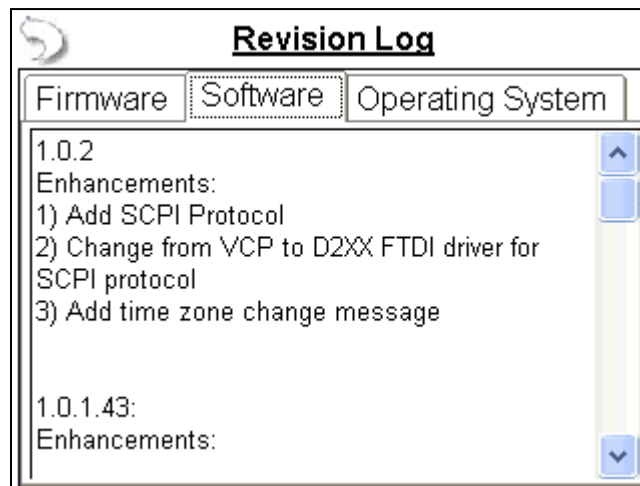 Revision Log
Firmware Software Operating System
1.0.2
Enhancements:
1) Add SCPI Protocol
2) Change from VCP to D2XX FTDI driver for
SCPI protocol
3) Add time zone change message
1.0.1.43:
Enhancements: